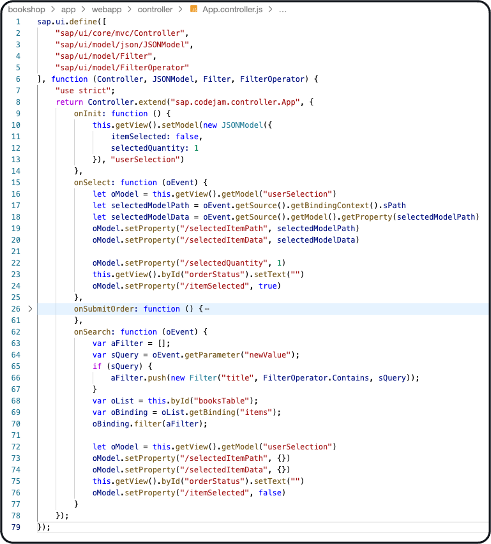 bookshop > app > webapp > controller > App.controller.js > ...
1 sap.ui.define([
2 "sap/ui/core/mvc/Controller",
3 "sap/ui/model/json/JSONModel",
4 "sap/ui/model/Filter",
5 "sap/ui/model/FilterOperator"
6 ], function (Controller, JSONModel, Filter, FilterOperator) {
7 "use strict";
8 return Controller.extend("sap.codejam.controller.App", {
9 onInit: function () {
10 this.getView().setModel(new JSONModel({
11 itemSelected: false,
12 selectedQuantity: 1
13 }), "userSelection")
14 },
15 onSelect: function (oEvent) {
16 let oModel = this.getView().getModel("userSelection")
17 let selectedModelPath = oEvent.getSource().getBindingContext().sPath
18 let selectedModelData = oEvent.getSource().getModel().getProperty(selectedModelPath)
19 oModel.setProperty("/selectedItemPath", selectedModelPath)
20 oModel.setProperty("/selectedItemData", selectedModelData)
21
22 oModel.setProperty("/selectedQuantity", 1)
23 this.getView().byId("orderStatus").setText("")
24 oModel.setProperty("/itemSelected", true)
25 },
26 > onSubmitOrder: function () {⋯
61 },
62 onSearch: function (oEvent) {
63 var aFilter = [];
64 var sQuery = oEvent.getParameter("newValue");
65 if (sQuery) {
66 aFilter.push(new Filter("title", FilterOperator.Contains, sQuery));
67 }
68 var oList = this.byId("booksTable");
69 var oBinding = oList.getBinding("items");
70 oBinding.filter(aFilter);
71
72 let oModel = this.getView().getModel("userSelection")
73 oModel.setProperty("/selectedItemPath", {})
74 oModel.setProperty("/selectedItemData", {})
75 this.getView().byId("orderStatus").setText("")
76 oModel.setProperty("/itemSelected", false)
77 }
78 });
79 });